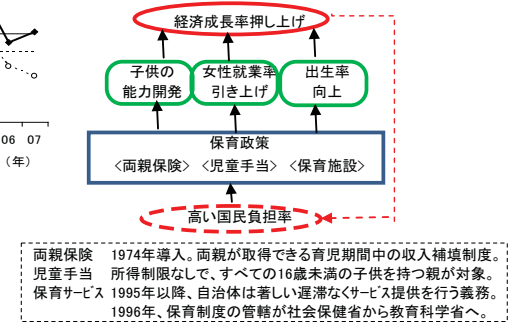 経済成長率押し上げ
子供の
能力開発
女性就業率
引き上げ
出生率
向上
06 07
（年）
保育政策
<両親保険> <児童手当> <保育施設>
高い国民負担率
両親保険 1974年導入。両親が取得できる育児期間中の収入補填制度。
児童手当 所得制限なしで、すべての16歳未満の子供を持つ親が対象。
保育サービス 1995年以降、自治体は著しい遅滞なくサービス提供を行う義務。
1996年、保育制度の管轄が社会保健省から教育科学省へ。